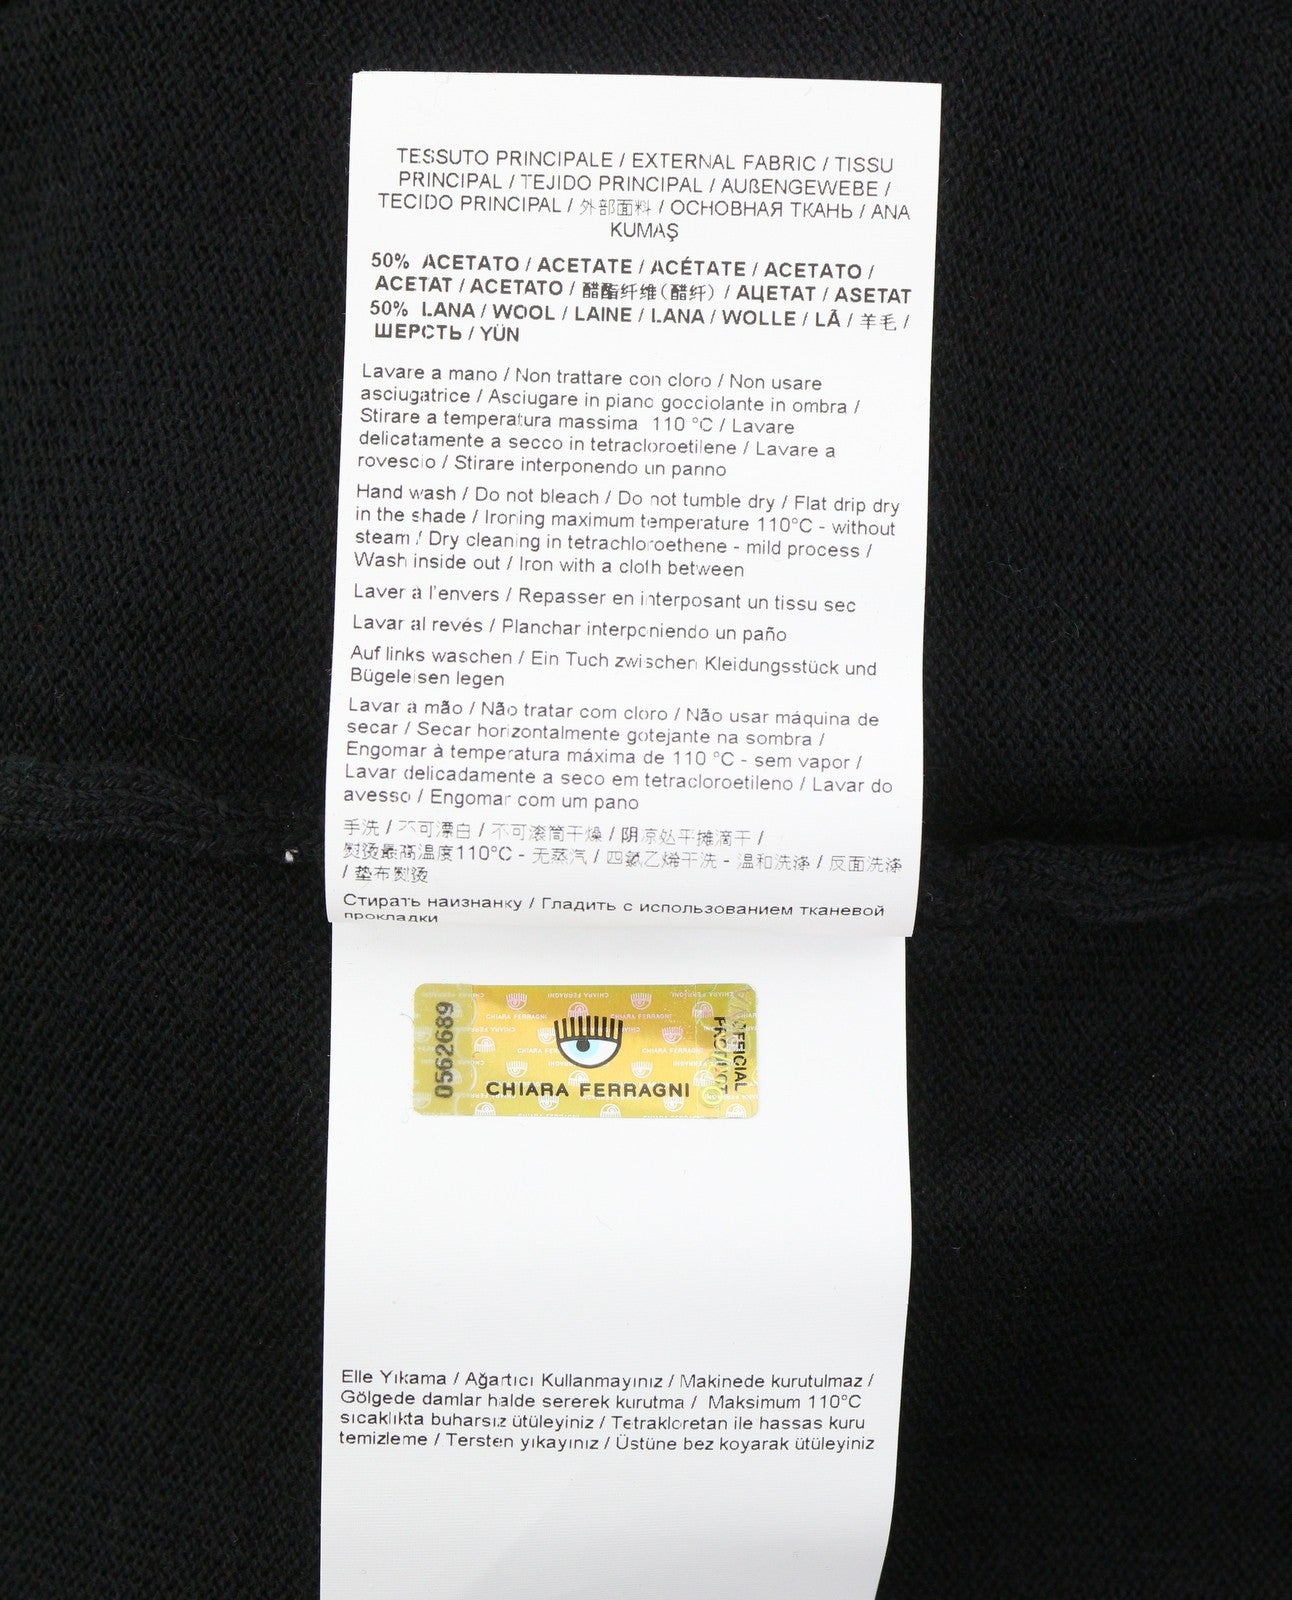 TESSUTO PRINCIPALE / EXTERNAL FABRIC / TISSU
PRINCIPAL / TEJIDO PRINCIPAL / AUßENGEWEBE /
TECIDO PRINCIPAL / 外部面料 / ОСНОВНАЯ ТКАНЬ / ANA
KUMAŞ
50% ACETATO / ACETATE / ACÉTATE / ACETATO /
ACETAT / ACETATO / 醋酯纤维(醋纤) / АЦЕТАТ / ASETAT
50% LANA / WOOL / LAINE / LANA / WOLLE / LÃ / 羊毛 /
ШЕРСТЬ / YÜN
Lavare a mano / Non trattare con cloro / Non usare
asciugatrice / Asciugare in piano gocciolante in ombra /
Stirare a temperatura massima 110 °C / Lavare
delicatamente a secco in tetracloroetilene / Lavare a
rovescio / Stirare interponendo un panno
Hand wash / Do not bleach / Do not tumble dry / Flat drip dry
in the shade / Ironing maximum temperature 110°C - without
steam / Dry cleaning in tetrachloroethene - mild process /
Wash inside out / Iron with a cloth between
Laver à l'envers / Repasser en interposant un tissu sec
Lavar al revés / Planchar interponiendo un paño
Auf links waschen / Ein Tuch zwischen Kleidungsstück und
Bügeleisen legen
Lavar à mão / Não tratar com cloro / Não usar máquina de
secar / Secar horizontalmente gotejante na sombra /
Engomar à temperatura máxima de 110 °C - sem vapor /
Lavar delicadamente a seco em tetracloroetileno / Lavar do
avesso / Engomar com um pano
手洗 / 不可漂白 / 不可滚筒干燥 / 阴凉处平摊滴干 /
熨烫最高温度110°C - 无蒸汽 / 四氯乙烯干洗 - 温和洗涤 / 反面洗涤
/ 垫布熨烫
Стирать наизнанку / Гладить с использованием тканевой
прокладки
0562689
CHIARA FERRAGNI
OFFICIAL
PRODUCT
Elle Yıkama / Ağartıcı Kullanmayınız / Makinede kurutulmaz /
Gölgede damlar halde sererek kurutma / Maksimum 110°C
sıcaklıkta buharsız ütüleyiniz / Tetrakloretan ile hassas kuru
temizleme / Tersten yıkayınız / Üstüne bez koyarak ütüleyiniz